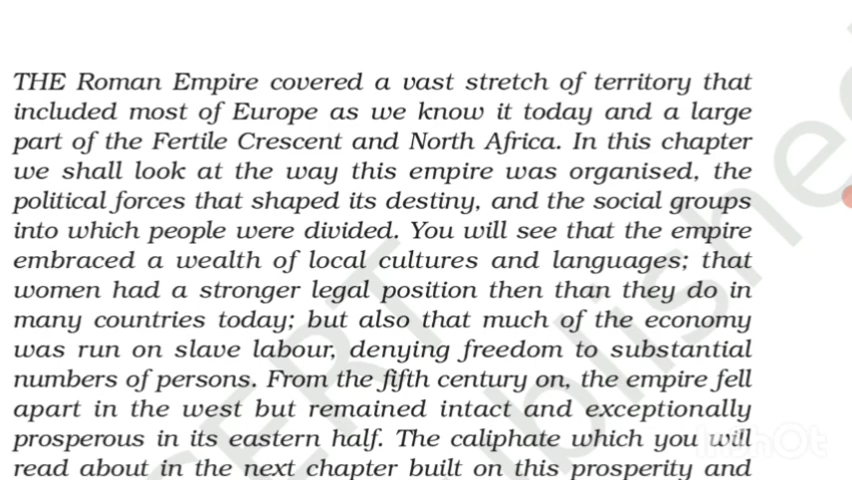 THE Roman Empire covered a vast stretch of territory that
included most of Europe as we know it today and a large
part of the Fertile Crescent and North Africa. In this chapter
we shall look at the way this empire was organised, the
political forces that shaped its destiny, and the social groups
into which people were divided. You will see that the empire
embraced a wealth of local cultures and languages; that
women had a stronger legal position then than they do in
many countries today; but also that much of the economy
was run on slave labour, denying freedom to substantial
numbers of persons. From the fifth century on, the empire fell
apart in the west but remained intact and exceptionally
prosperous in its eastern half. The caliphate which you will
read about in the next chapter built on this prosperity and
InShOt